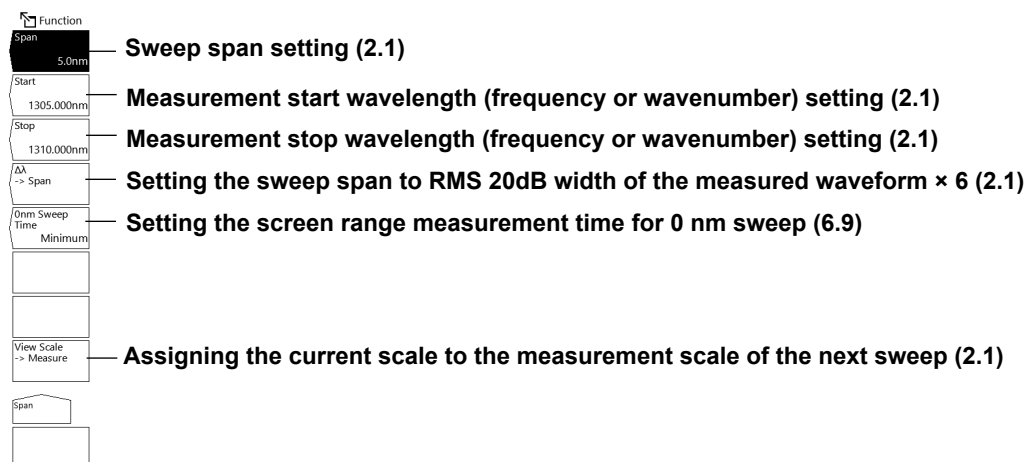 Function
Span
5.0nm
Sweep span setting (2.1)
Start
1305.000nm
Measurement start wavelength (frequency or wavenumber) setting (2.1)
Stop
1310.000nm
Measurement stop wavelength (frequency or wavenumber) setting (2.1)
Δλ
-> Span
Setting the sweep span to RMS 20dB width of the measured waveform × 6 (2.1)
0nm Sweep
Time
Minimum
Setting the screen range measurement time for 0 nm sweep (6.9)
View Scale
-> Measure
Assigning the current scale to the measurement scale of the next sweep (2.1)
Span